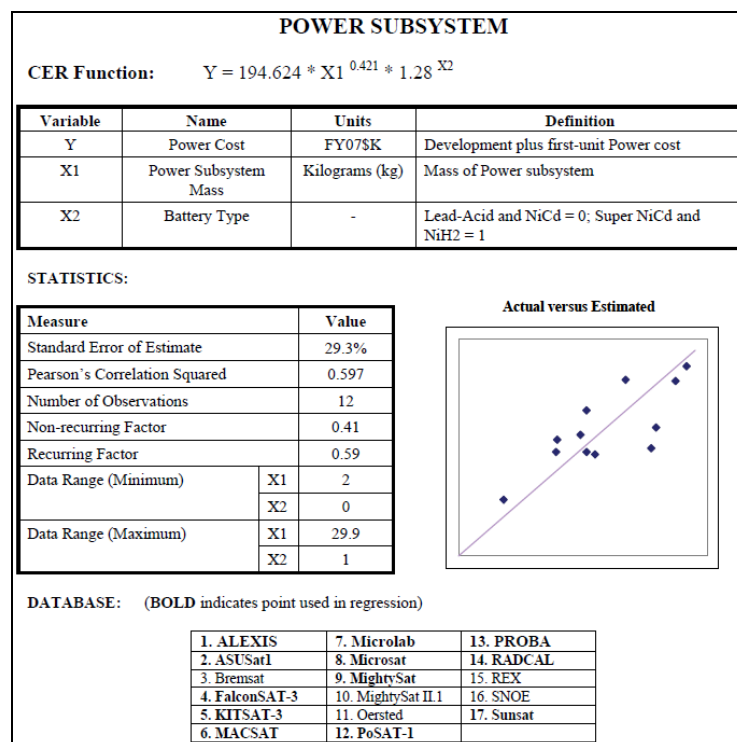 POWER SUBSYSTEM
CER Function: Y = 194.624 * X1 ^0.421 * 1.28 ^X2
Variable Name Units Definition
Y Power Cost FY07$K Development plus first-unit Power cost
X1 Power Subsystem Mass Kilograms (kg) Mass of Power subsystem
X2 Battery Type - Lead-Acid and NiCd = 0; Super NiCd and NiH2 = 1
STATISTICS:
Measure Value
Standard Error of Estimate 29.3%
Pearson's Correlation Squared 0.597
Number of Observations 12
Non-recurring Factor 0.41
Recurring Factor 0.59
Data Range (Minimum) X1 2
X2 0
Data Range (Maximum) X1 29.9
X2 1
Actual versus Estimated
DATABASE: (BOLD indicates point used in regression)
1. ALEXIS 7. Microlab 13. PROBA
2. ASUSat1 8. Microsat 14. RADCAL
3. Bremsat 9. MightySat 15. REX
4. FalconSAT-3 10. MightySat II.1 16. SNOE
5. KITSAT-3 11. Oersted 17. Sunsat
6. MACSAT 12. PoSAT-1